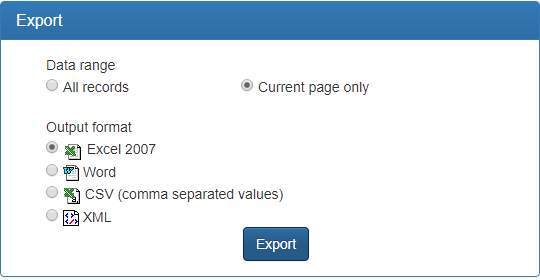 Export
Data range
All records Current page only
Output format
Excel 2007
Word
CSV (comma separated values)
XML
Export